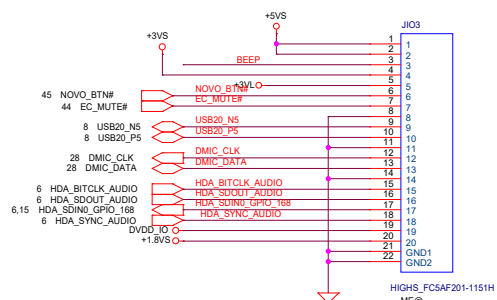 +5VS
JIO3
+3VS
1 1
2 2
BEEP 3 3
4 4
+3VL 5 5
45 NOVO_BTN# NOVO_BTN# 6 6
44 EC_MUTE# EC_MUTE# 7 7
8 8
8 USB20_N5 USB20_N5 9 9
8 USB20_P5 USB20_P5 10 10
11 11
28 DMIC_CLK DMIC_CLK 12 12
28 DMIC_DATA DMIC_DATA 13 13
14 14
6 HDA_BITCLK_AUDIO HDA_BITCLK_AUDIO 15 15
6 HDA_SDOUT_AUDIO HDA_SDOUT_AUDIO 16 16
6,15 HDA_SDIN0_GPIO_168 HDA_SDIN0_GPIO_168 17 17
6 HDA_SYNC_AUDIO HDA_SYNC_AUDIO 18 18
DVDD_IO 19 19
+1.8VS 20 20
21 GND1
22 GND2
HIGHS_FC5AF201-1151H
ME@